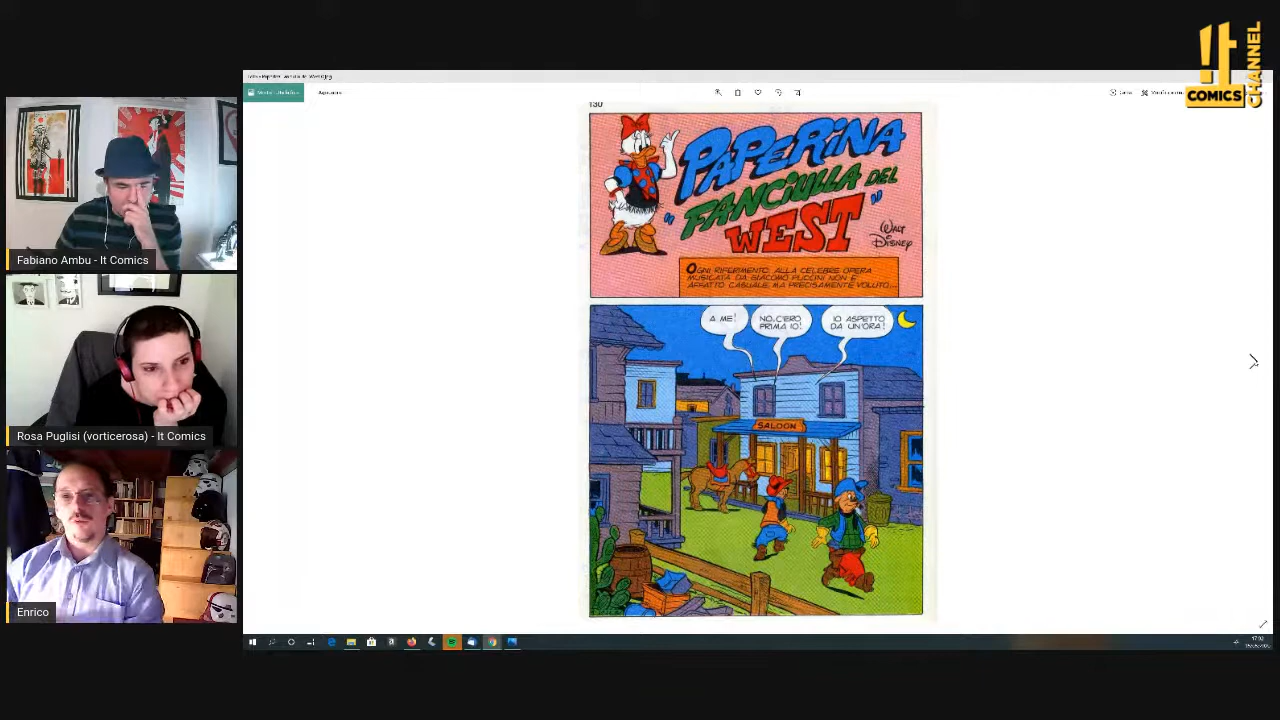 !t
COMICS
CHANNEL
Fabiano Ambu - It Comics
Rosa Puglisi (vorticerosa) - It Comics
Enrico
130
PAPERINA
"FANCIULLA DEL
WEST"
WALT
DISNEY
OGNI RIFERIMENTO ALLA CELEBRE OPERA
MUSICATA DA GIACOMO PUCCINI NON È
AFFATTO CASUALE, MA PRECISAMENTE VOLUTO...
A ME!
NO, C'ERO
PRIMA IO!
IO ASPETTO
DA UN'ORA!
SALOON